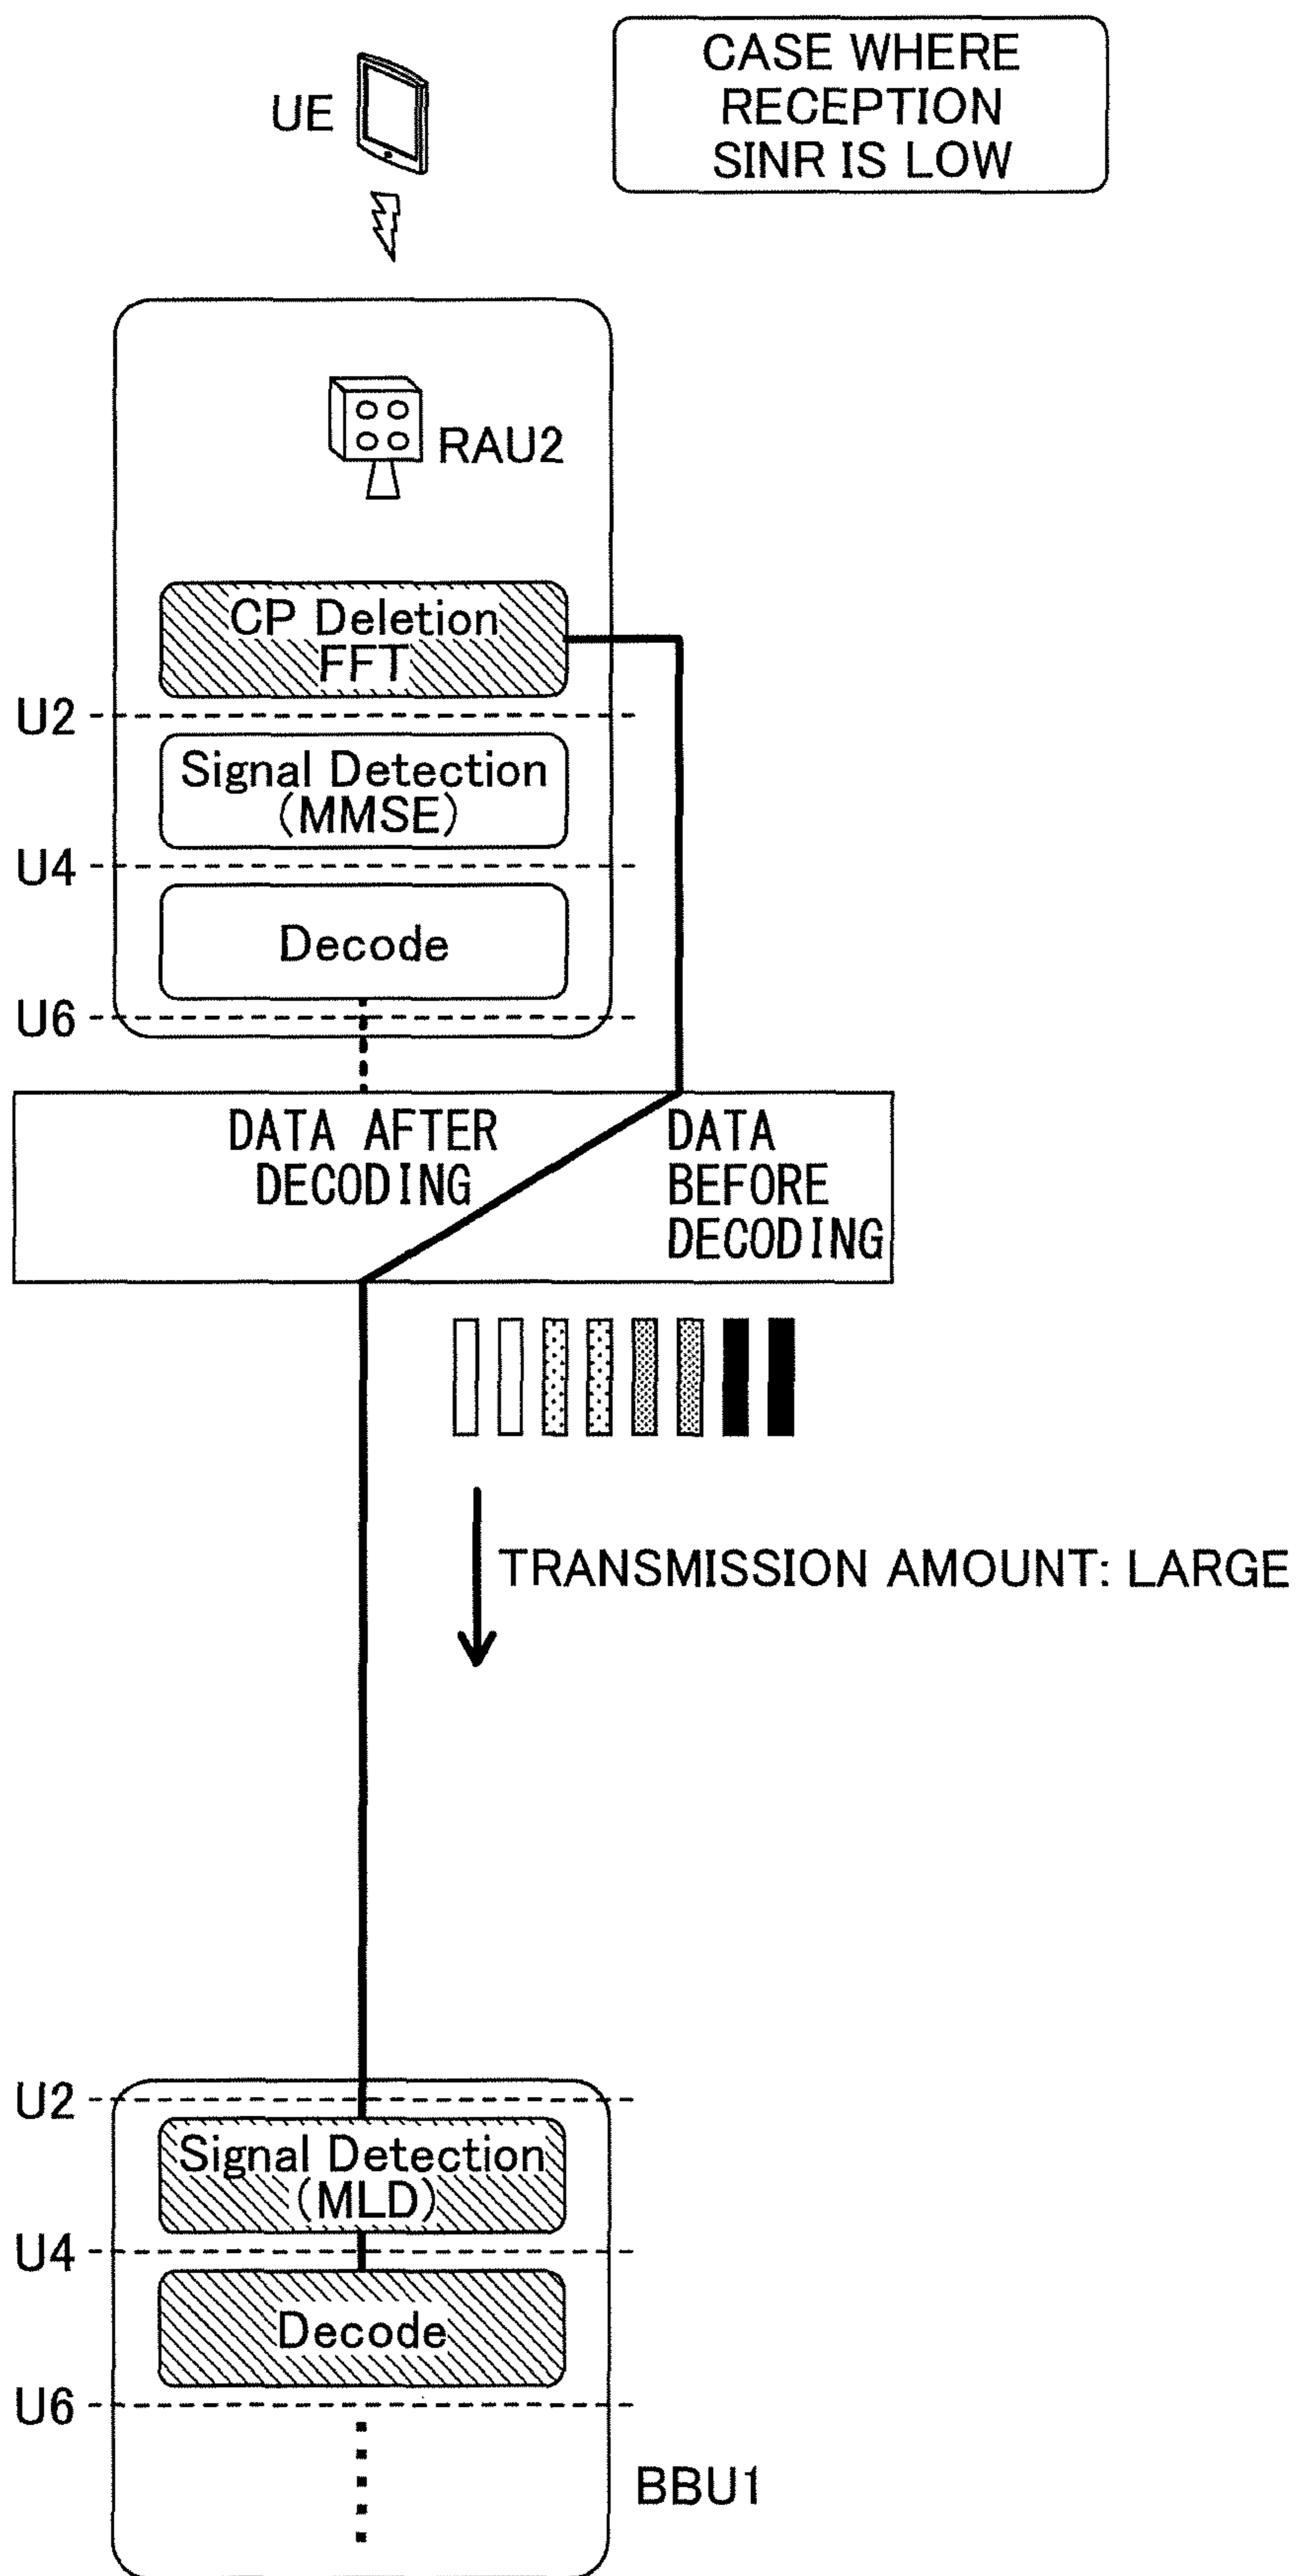 CASE WHERE
RECEPTION
SINR IS LOW
UE
RAU2
CP Deletion
FFT
U2
Signal Detection
(MMSE)
U4
Decode
U6
DATA AFTER
DECODING
DATA
BEFORE
DECODING
TRANSMISSION AMOUNT: LARGE
U2
Signal Detection
(MLD)
U4
Decode
U6
BBU1